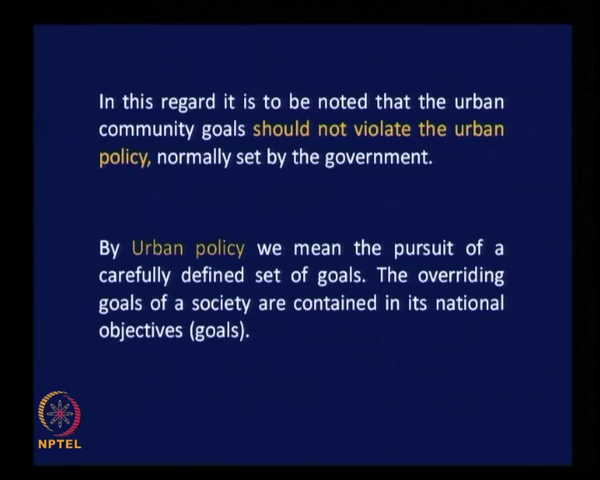 In this regard it is to be noted that the urban
community goals should not violate the urban
policy, normally set by the government.
By Urban policy we mean the pursuit of a
carefully defined set of goals. The overriding
goals of a society are contained in its national
objectives (goals).
NPTEL